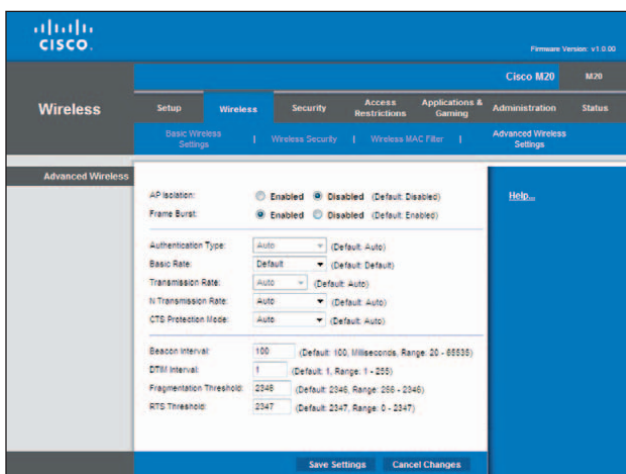 CISCO
Firmware Version: v1.0.00
Cisco M20 M20
Wireless
Setup Wireless Security Access Restrictions Applications & Gaming Administration Status
Basic Wireless Settings | Wireless Security | Wireless MAC Filter | Advanced Wireless Settings
Advanced Wireless
AP Isolation: Enabled Disabled (Default: Disabled)
Help...
Frame Burst: Enabled Disabled (Default: Enabled)
Authentication Type: Auto (Default: Auto)
Basic Rate: Default (Default: Default)
Transmission Rate: Auto (Default: Auto)
N Transmission Rate: Auto (Default: Auto)
CTS Protection Mode: Auto (Default: Auto)
Beacon Interval: 100 (Default: 100, Milliseconds, Range: 20 - 65535)
DTIM Interval: 1 (Default: 1, Range: 1 - 255)
Fragmentation Threshold: 2346 (Default: 2346, Range: 256 - 2346)
RTS Threshold: 2347 (Default: 2347, Range: 0 - 2347)
Save Settings Cancel Changes